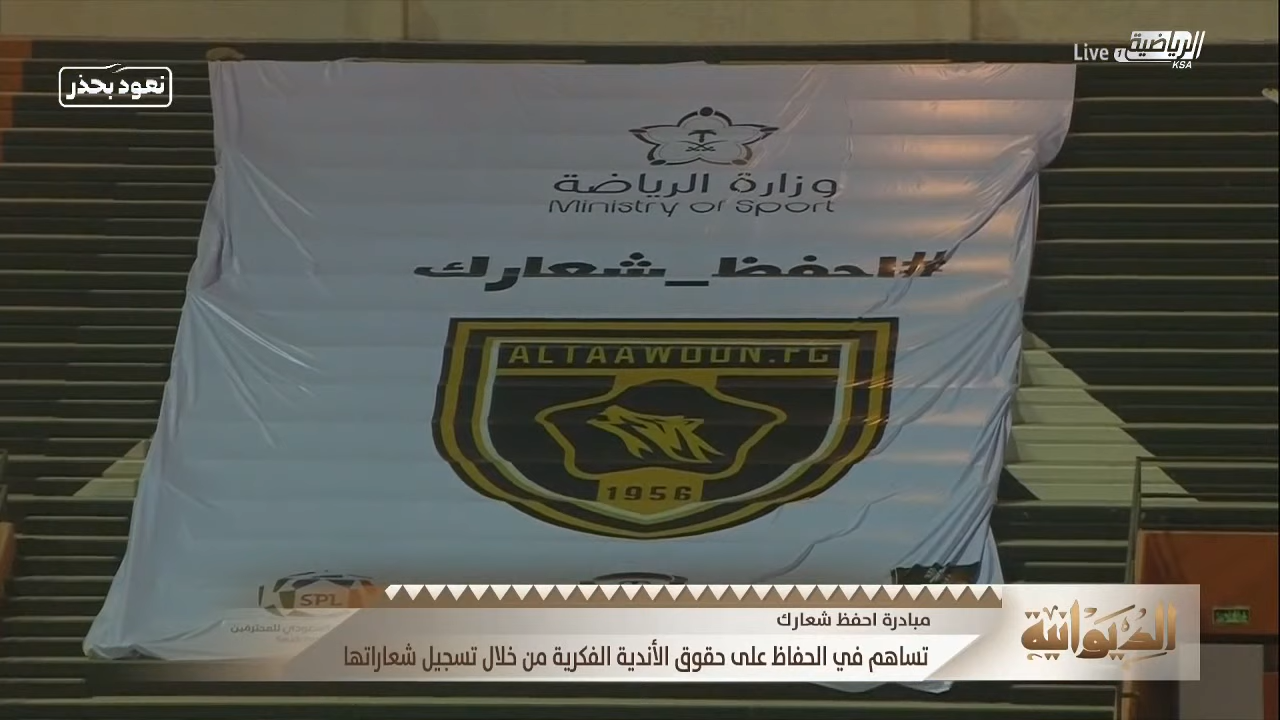 نعود بحذر
Live 1 الرياضية
KSA
وزارة الرياضة
Ministry of Sport
#احفظ_شعارك
ALTAAWOUN.FC
1956
SPL
مبادرة احفظ شعارك
تساهم في الحفاظ على حقوق الأندية الفكرية من خلال تسجيل شعاراتها
الديوانية